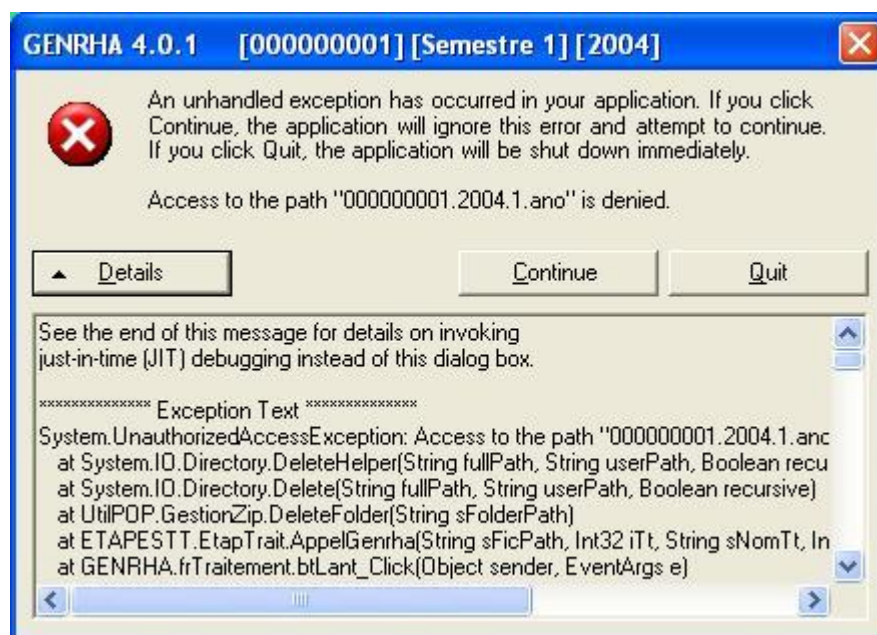 GENRHA 4.0.1 [000000001] [Semestre 1] [2004]
An unhandled exception has occurred in your application. If you click
Continue, the application will ignore this error and attempt to continue.
If you click Quit, the application will be shut down immediately.
Access to the path "000000001.2004.1.ano" is denied.
Details Continue Quit
See the end of this message for details on invoking
just-in-time (JIT) debugging instead of this dialog box.
************** Exception Text **************
System.UnauthorizedAccessException: Access to the path "000000001.2004.1.anc
at System.IO.Directory.DeleteHelper(String fullPath, String userPath, Boolean recu
at System.IO.Directory.Delete(String fullPath, String userPath, Boolean recursive)
at UtilPOP.GestionZip.DeleteFolder(String sFolderPath)
at ETAPESTT.EtapTrait.AppelGenrha(String sFicPath, Int32 iTt, String sNomTt, In
at GENRHA.frTraitement.btLant_Click(Object sender, EventArgs e)